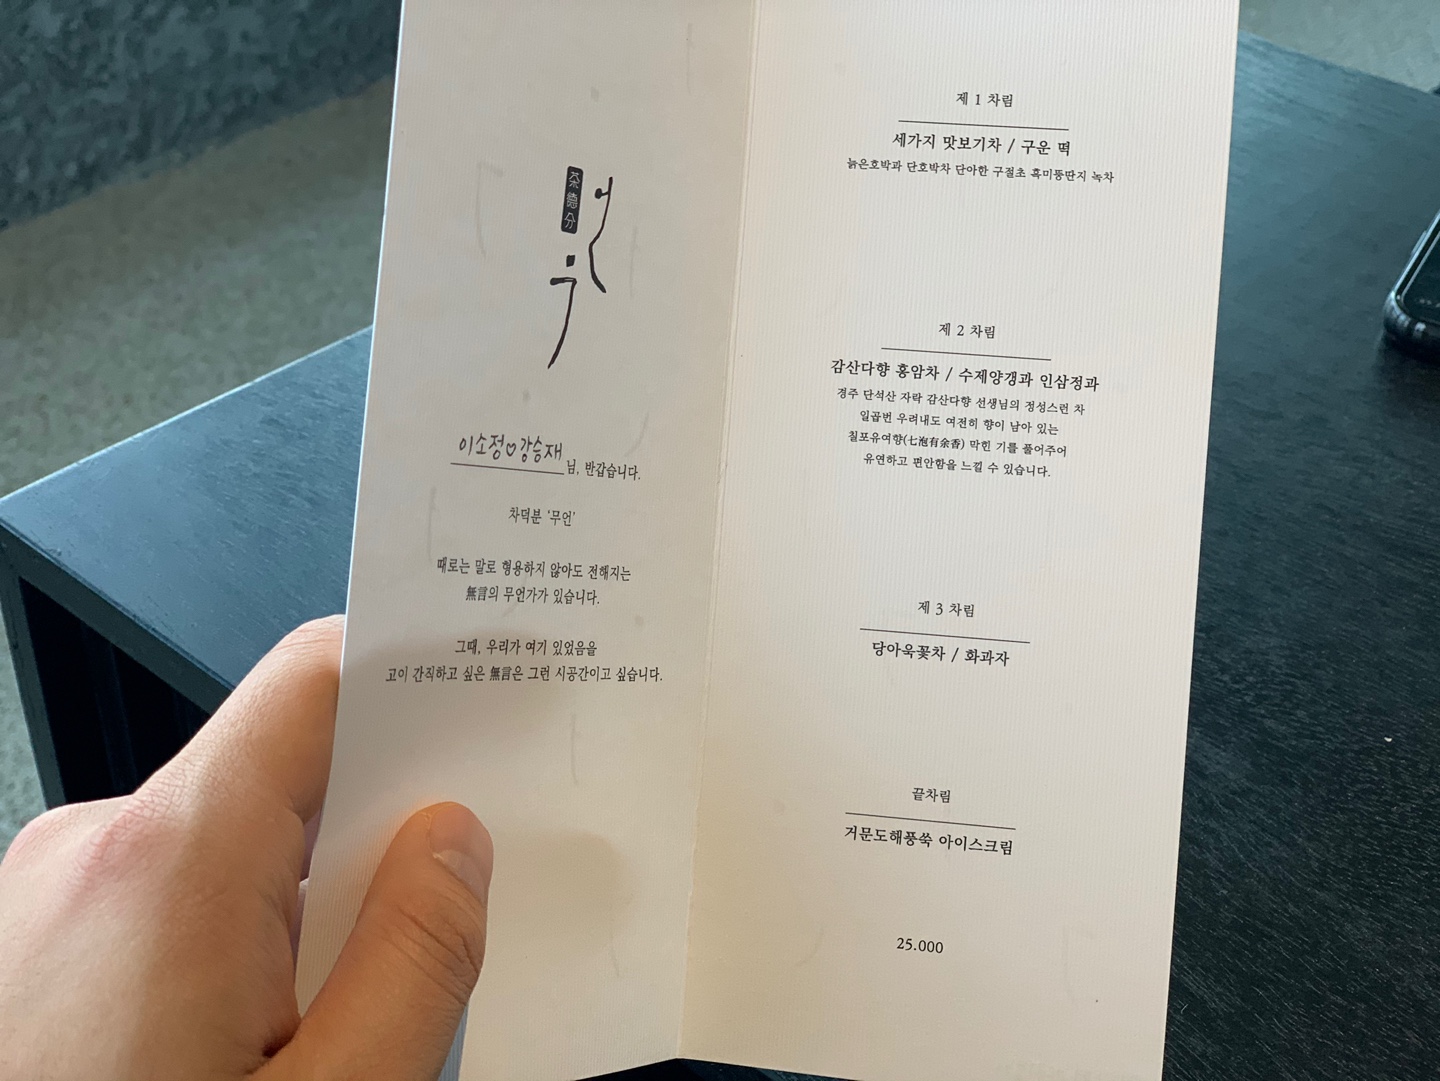 茶德分
무언
이소정♡강승재 님, 반갑습니다.
차덕분 '무언'
때로는 말로 형용하지 않아도 전해지는
無言의 무언가가 있습니다.
그때, 우리가 여기 있었음을
고이 간직하고 싶은 無言은 그런 시공간이고 싶습니다.
제 1 차림
세가지 맛보기차 / 구운 떡
늙은호박과 단호박차 단아한 구절초 흑미뚱딴지 녹차
제 2 차림
감산다향 홍암차 / 수제양갱과 인삼정과
경주 단석산 자락 감산다향 선생님의 정성스런 차
일곱번 우려내도 여전히 향이 남아 있는
칠포유여향(七泡有余香) 막힌 기를 풀어주어
유연하고 편안함을 느낄 수 있습니다.
제 3 차림
당아욱꽃차 / 화과자
끝차림
거문도해풍쑥 아이스크림
25.000